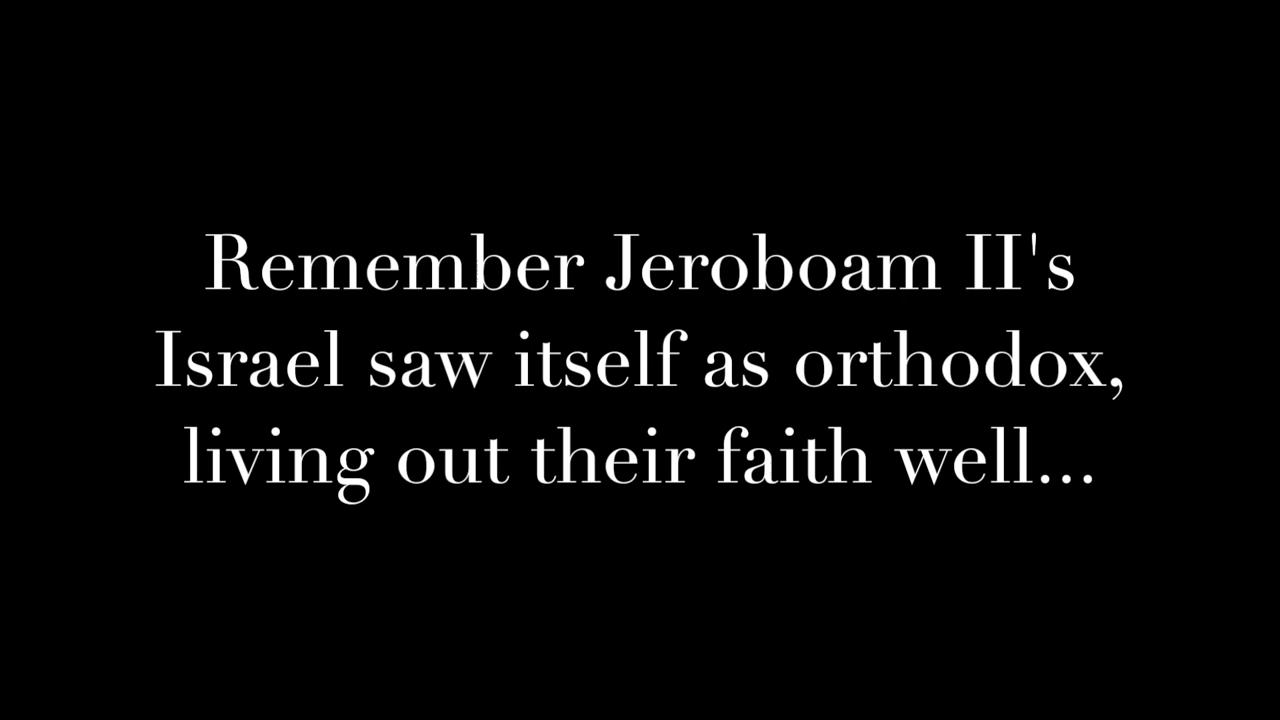 Remember Jeroboam II's
Israel saw itself as orthodox,
living out their faith well...